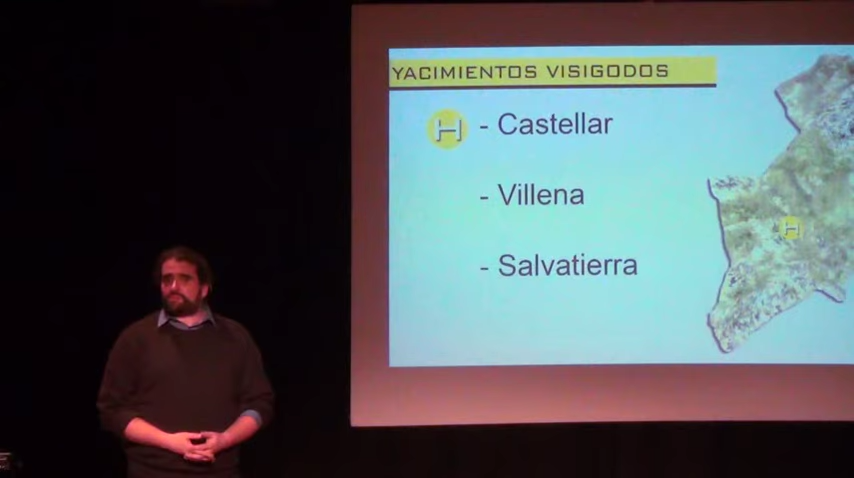 YACIMIENTOS VISIGODOS
H - Castellar
- Villena
- Salvatierra
H